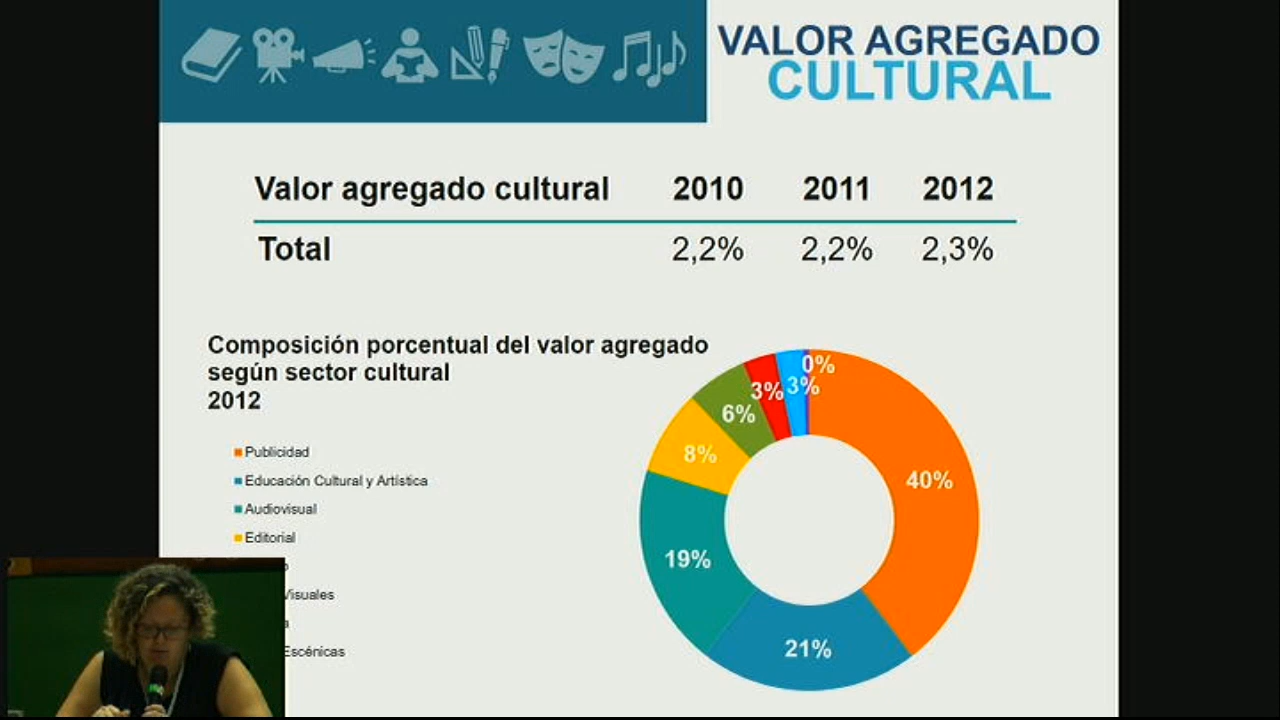 VALOR AGREGADO
CULTURAL
Valor agregado cultural 2010 2011 2012
Total 2,2% 2,2% 2,3%
Composición porcentual del valor agregado
según sector cultural
2012
Publicidad
Educación Cultural y Artística
Audiovisual
Editorial
Visuales
Escénicas
0%
3%
3%
6%
8%
40%
19%
21%